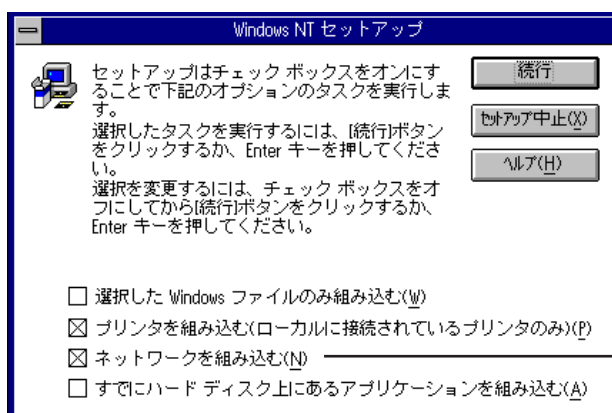 Windows NT セットアップ
セットアップはチェック ボックスをオンにす
ることで下記のオプションのタスクを実行しま
す。
選択したタスクを実行するには、[続行]ボタン
をクリックするか、Enter キーを押してくださ
い。
選択を変更するには、チェック ボックスをオ
フにしてから[続行]ボタンをクリックするか、
Enter キーを押してください。
続行
ｾｯﾄｱｯﾌﾟ中止(X)
ﾍﾙﾌﾟ(H)
選択した Windows ファイルのみ組み込む(W)
プリンタを組み込む(ローカルに接続されているプリンタのみ)(P)
ネットワークを組み込む(N)
すでにハード ディスク上にあるアプリケーションを組み込む(A)